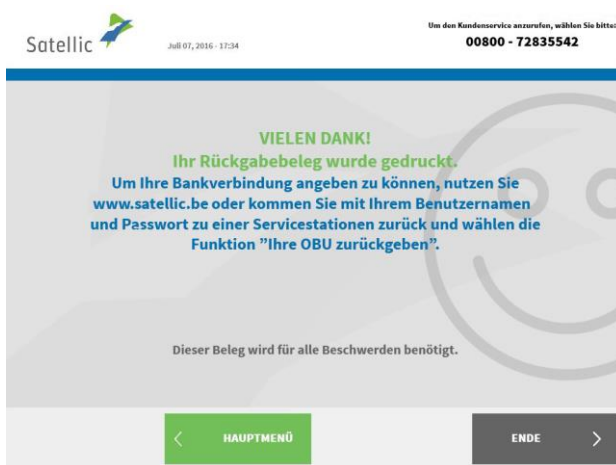 Satellic
Juli 07, 2016 - 17:34
Um den Kundenservice anzurufen, wählen Sie bitte:
00800 - 72835542
VIELEN DANK!
Ihr Rückgabebeleg wurde gedruckt.
Um Ihre Bankverbindung angeben zu können, nutzen Sie
www.satellic.be oder kommen Sie mit Ihrem Benutzernamen
und Passwort zu einer Servicestationen zurück und wählen die
Funktion ”Ihre OBU zurückgeben”.
Dieser Beleg wird für alle Beschwerden benötigt.
HAUPTMENÜ
ENDE